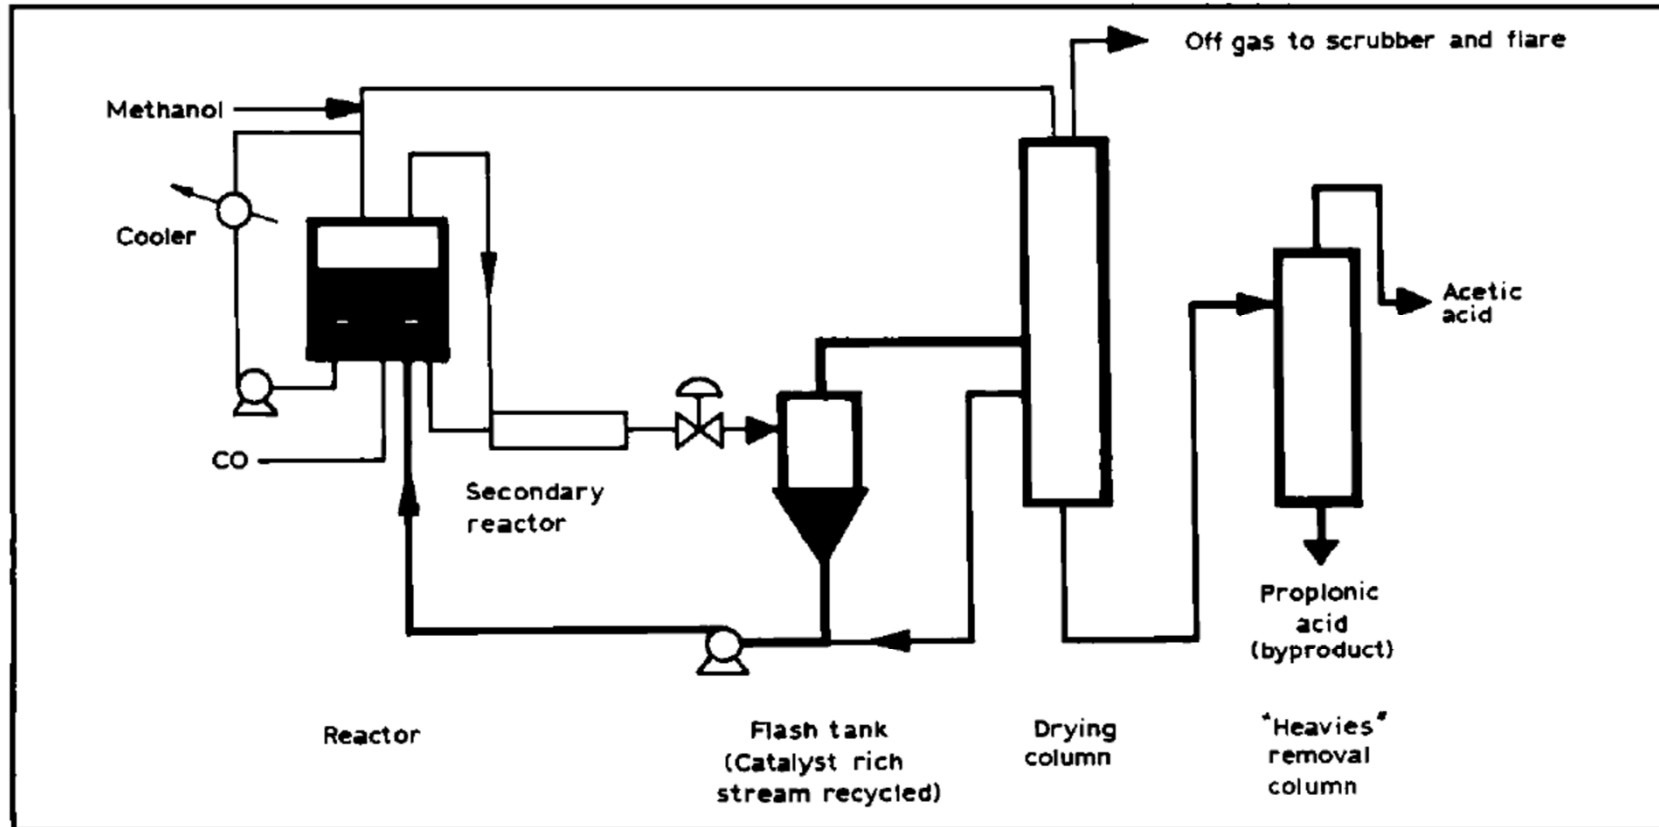 Off gas to scrubber and flare
Methanol
Cooler
CO
Secondary
reactor
Acetic
acid
Proplonic
acid
(byproduct)
Reactor
Flash tank
(Catalyst rich
stream recycled)
Drying
column
"Heavies"
removal
column